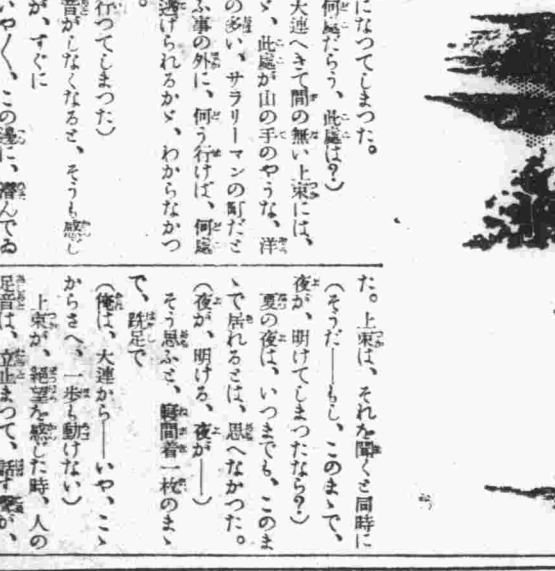 になつてしまつた。
何處だらう、此處は？）
大連へきて間の無い上束には、
ゞ、此處が山の手のやうな、洋
の多い、サラリーマンの町だと
ふ事の外に、何う行けば、何處
逃げられるかゞ、わからなかつ
。
行つてしまつた）
音がしなくなると、そうも感じ
が、すぐに
いや〱、この邊に、潜んでゐ
た。上束は、それを聞くと同時に
（そうだ――もし、このまゝで、
夜が、明けてしまつたなら？）
夏の夜は、いつまでも、このま
ゝで居れるとは、思へなかつた。
（夜が、明ける、夜が――）
そう思ふと、寢間着一枚のまゝ
で、跣足で
（俺は、大連から――いや、こゝ
からさへ、一歩も動けない）
上束が、絕望を感じた時、人の
足音は、立止まつて、話す聲が、